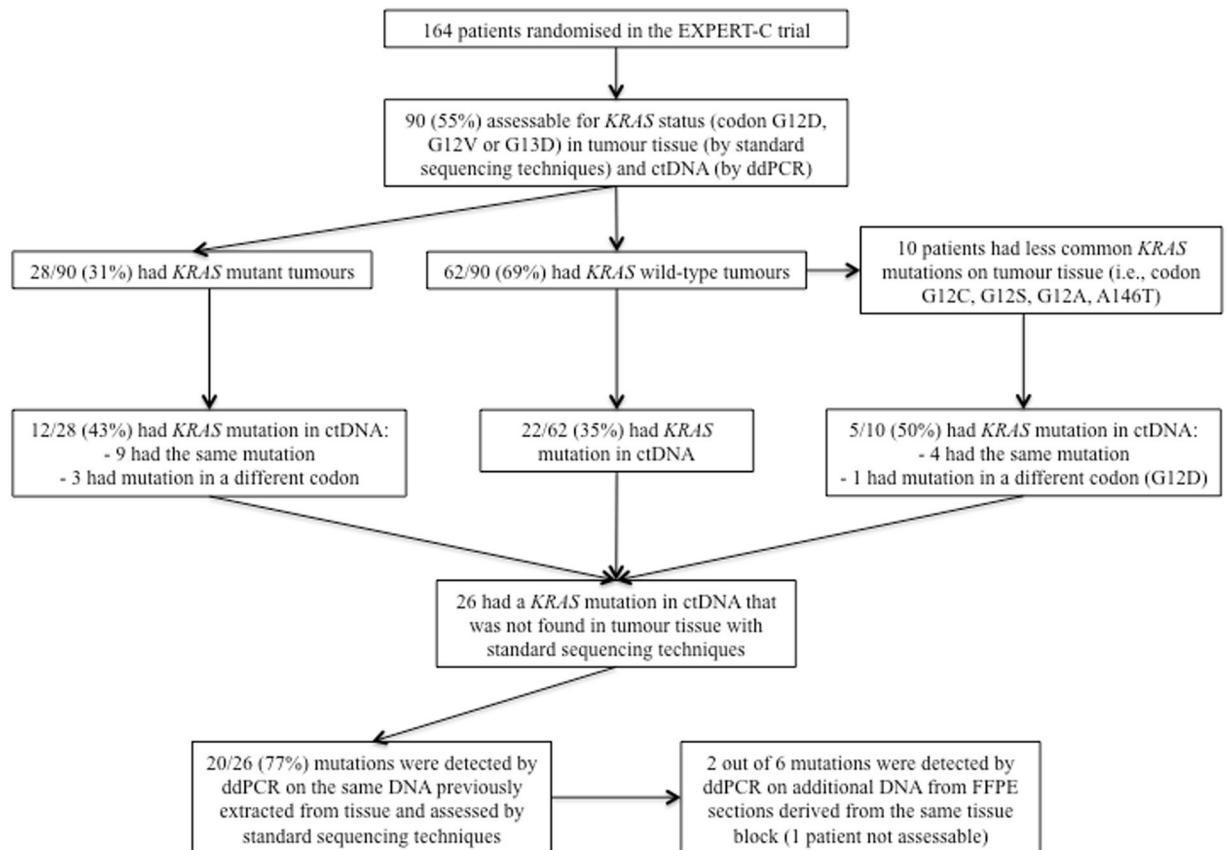 164 patients randomised in the EXPERT-C trial
90 (55%) assessable for KRAS status (codon G12D,
G12V or G13D) in tumour tissue (by standard
sequencing techniques) and ctDNA (by ddPCR)
28/90 (31%) had KRAS mutant tumours
62/90 (69%) had KRAS wild-type tumours
10 patients had less common KRAS
mutations on tumour tissue (i.e., codon
G12C, G12S, G12A, A146T)
12/28 (43%) had KRAS mutation in ctDNA:
- 9 had the same mutation
- 3 had mutation in a different codon
22/62 (35%) had KRAS
mutation in ctDNA
5/10 (50%) had KRAS mutation in ctDNA:
- 4 had the same mutation
- 1 had mutation in a different codon (G12D)
26 had a KRAS mutation in ctDNA that
was not found in tumour tissue with
standard sequencing techniques
20/26 (77%) mutations were detected by
ddPCR on the same DNA previously
extracted from tissue and assessed by
standard sequencing techniques
2 out of 6 mutations were detected by
ddPCR on additional DNA from FFPE
sections derived from the same tissue
block (1 patient not assessable)